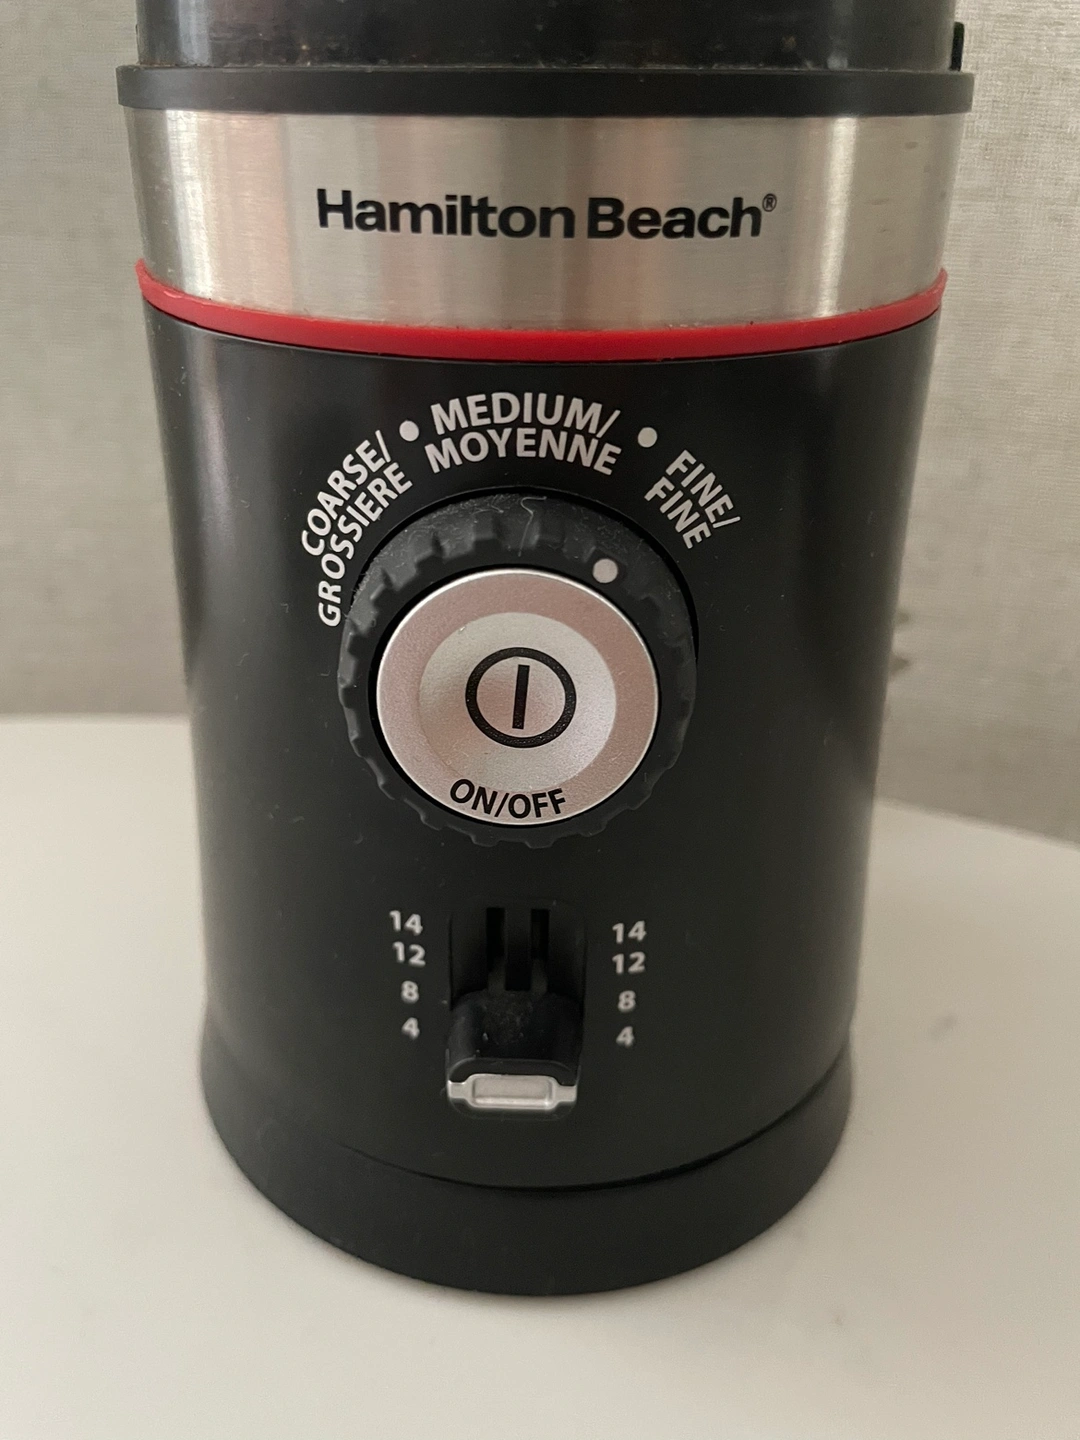 Hamilton Beach®
COARSE/
GROSSIERE
MEDIUM/
MOYENNE
FINE/
FINE
ON/OFF
14 14
12 12
8 8
4 4